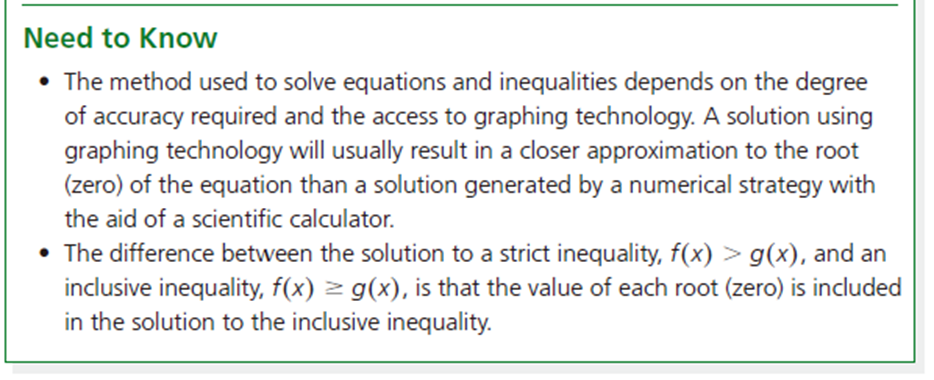 Need to Know
• The method used to solve equations and inequalities depends on the degree
of accuracy required and the access to graphing technology. A solution using
graphing technology will usually result in a closer approximation to the root
(zero) of the equation than a solution generated by a numerical strategy with
the aid of a scientific calculator.
• The difference between the solution to a strict inequality, f(x) > g(x), and an
inclusive inequality, f(x) ≥ g(x), is that the value of each root (zero) is included
in the solution to the inclusive inequality.